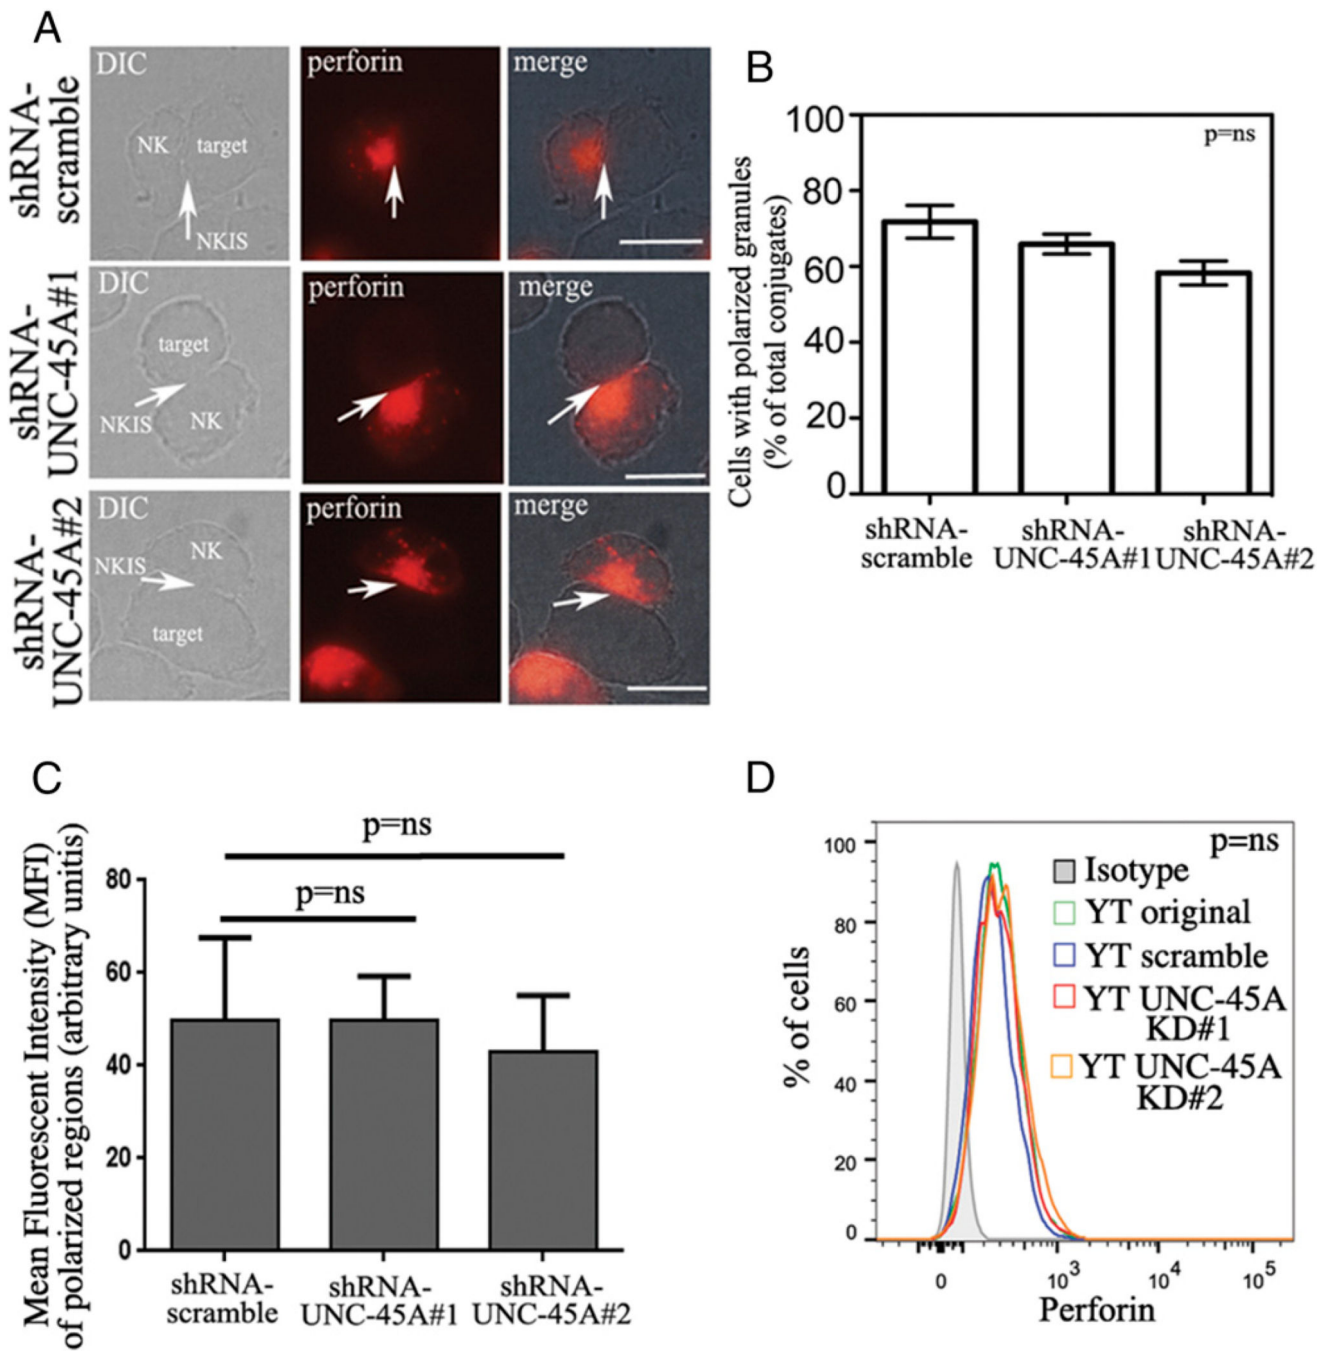 A
shRNA-
scramble
DIC
perforin
merge
NK
target
NKIS
shRNA-
UNC-45A#1
DIC
perforin
merge
target
NKIS
NK
shRNA-
UNC-45A#2
DIC
perforin
merge
NK
NKIS
target
B
Cells with polarized granules
(% of total conjugates)
100
80
60
40
20
0
p=ns
shRNA-
scramble
shRNA-
UNC-45A#1
shRNA-
UNC-45A#2
C
Mean Fluorescent Intensity (MFI)
of polarized regions (arbitrary unitis)
p=ns
p=ns
80
60
40
20
0
shRNA-
scramble
shRNA-
UNC-45A#1
shRNA-
UNC-45A#2
D
% of cells
100
80
60
40
20
0
p=ns
Isotype
YT original
YT scramble
YT UNC-45A
KD#1
YT UNC-45A
KD#2
0
10³
10⁴
10⁵
Perforin